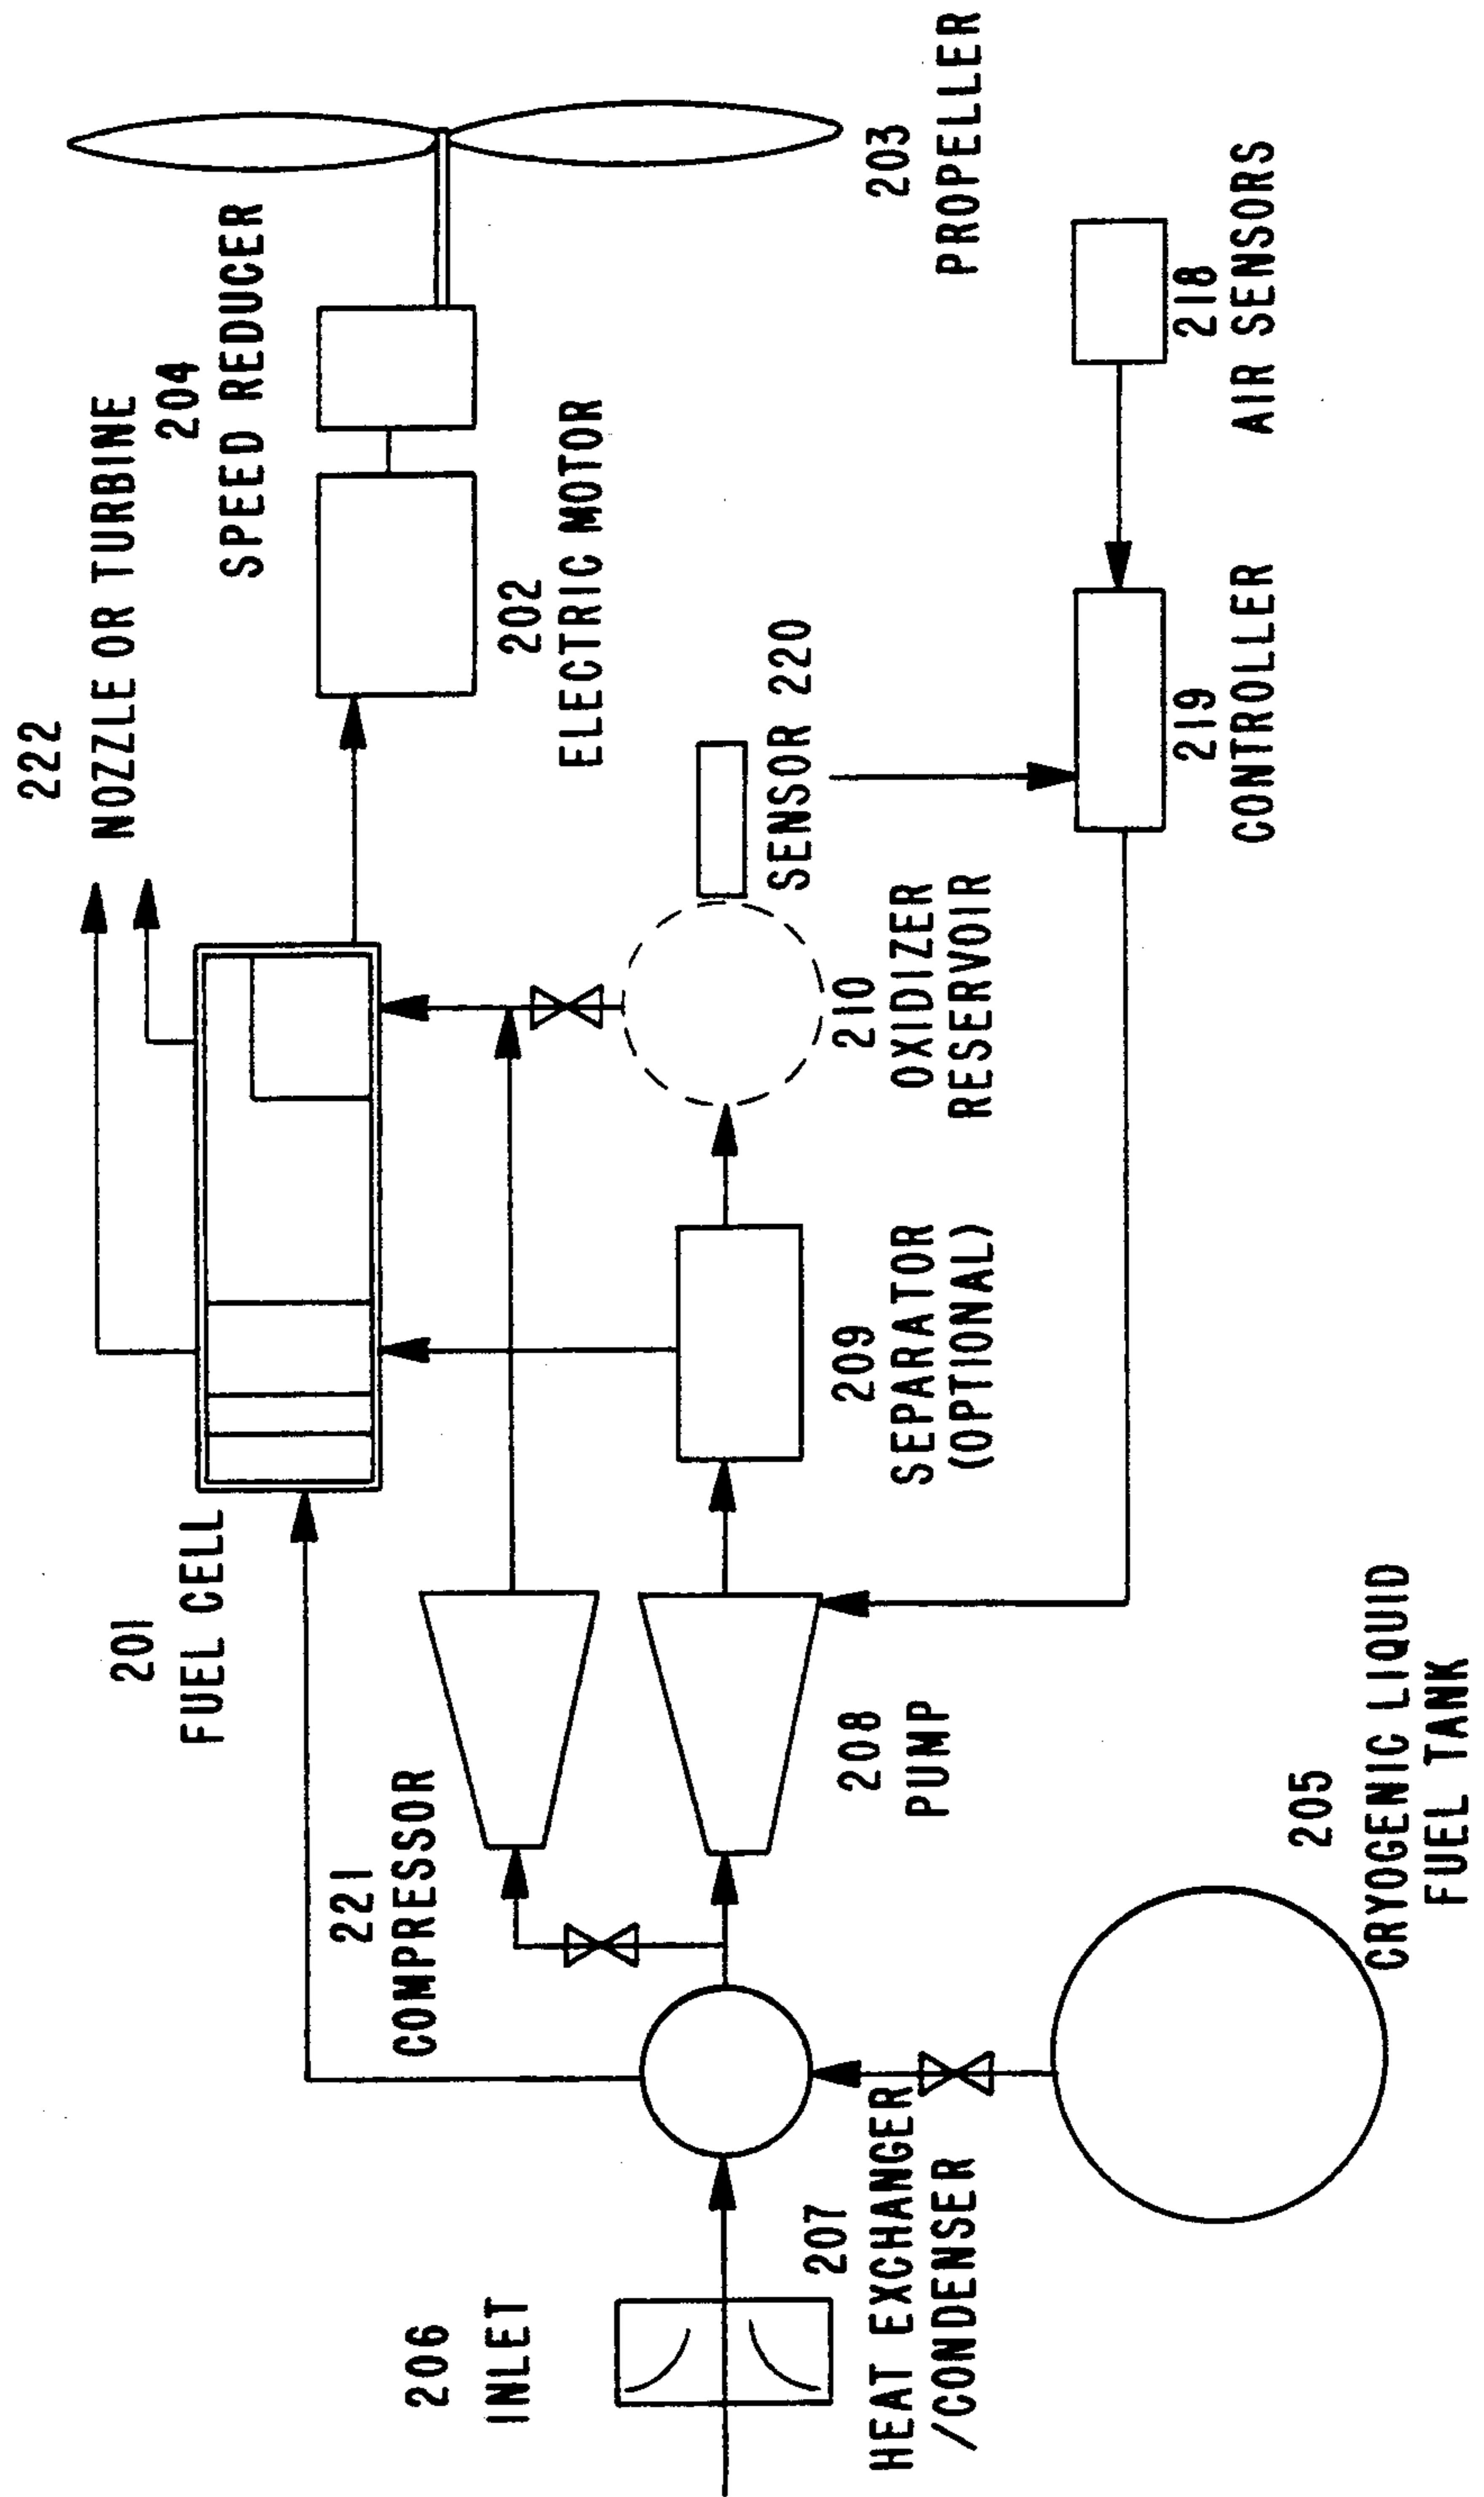 222
NOZZLE OR TURBINE
204
SPEED REDUCER
201
FUEL CELL
202
ELECTRIC MOTOR
221
COMPRESSOR
206
INLET
SENSOR 220
203
PROPELLER
207
HEAT EXCHANGER
/CONDENSER
208
PUMP
209
SEPARATOR
(OPTIONAL)
210
OXIDIZER
RESERVOIR
218
AIR SENSORS
219
CONTROLLER
205
CRYOGENIC LIQUID
FUEL TANK